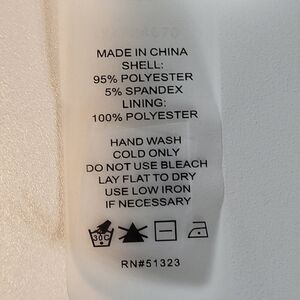 MADE IN CHINA
SHELL:
95% POLYESTER
5% SPANDEX
LINING:
100% POLYESTER
HAND WASH
COLD ONLY
DO NOT USE BLEACH
LAY FLAT TO DRY
USE LOW IRON
IF NECESSARY
30C
RN#51323